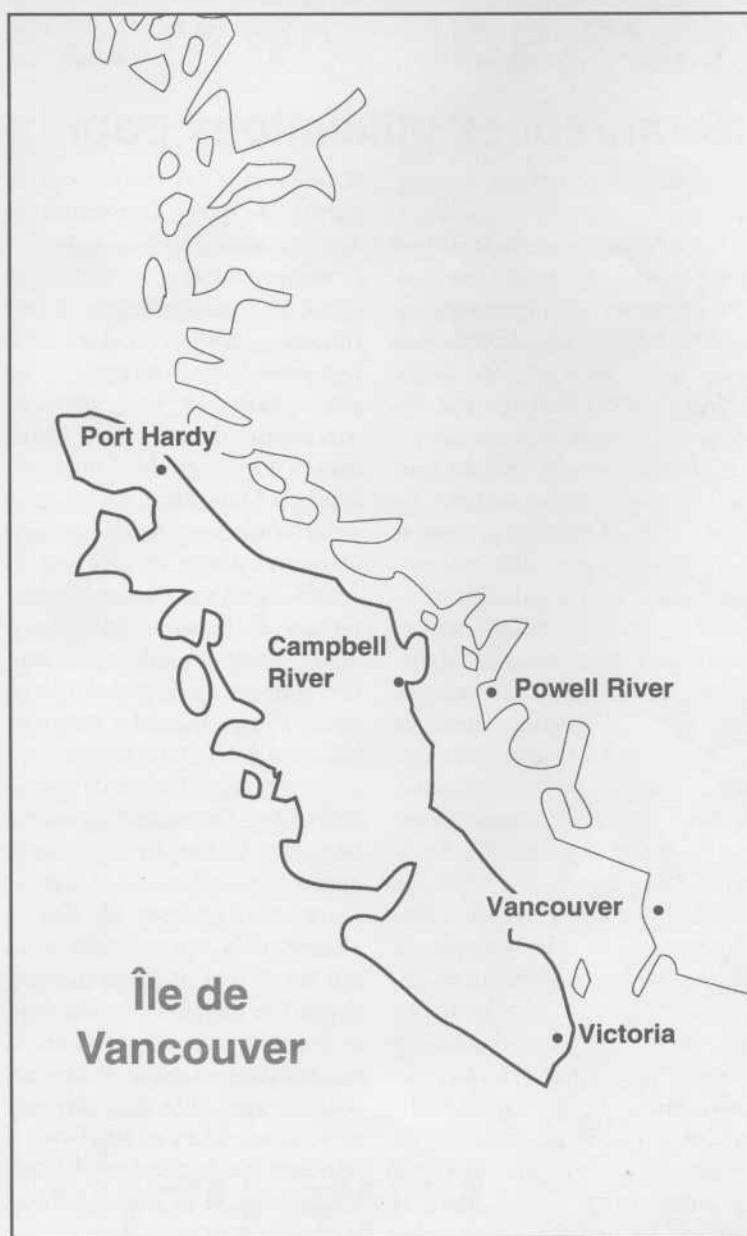 Port Hardy
Campbell
River
Powell River
Vancouver
Île de
Vancouver
Victoria